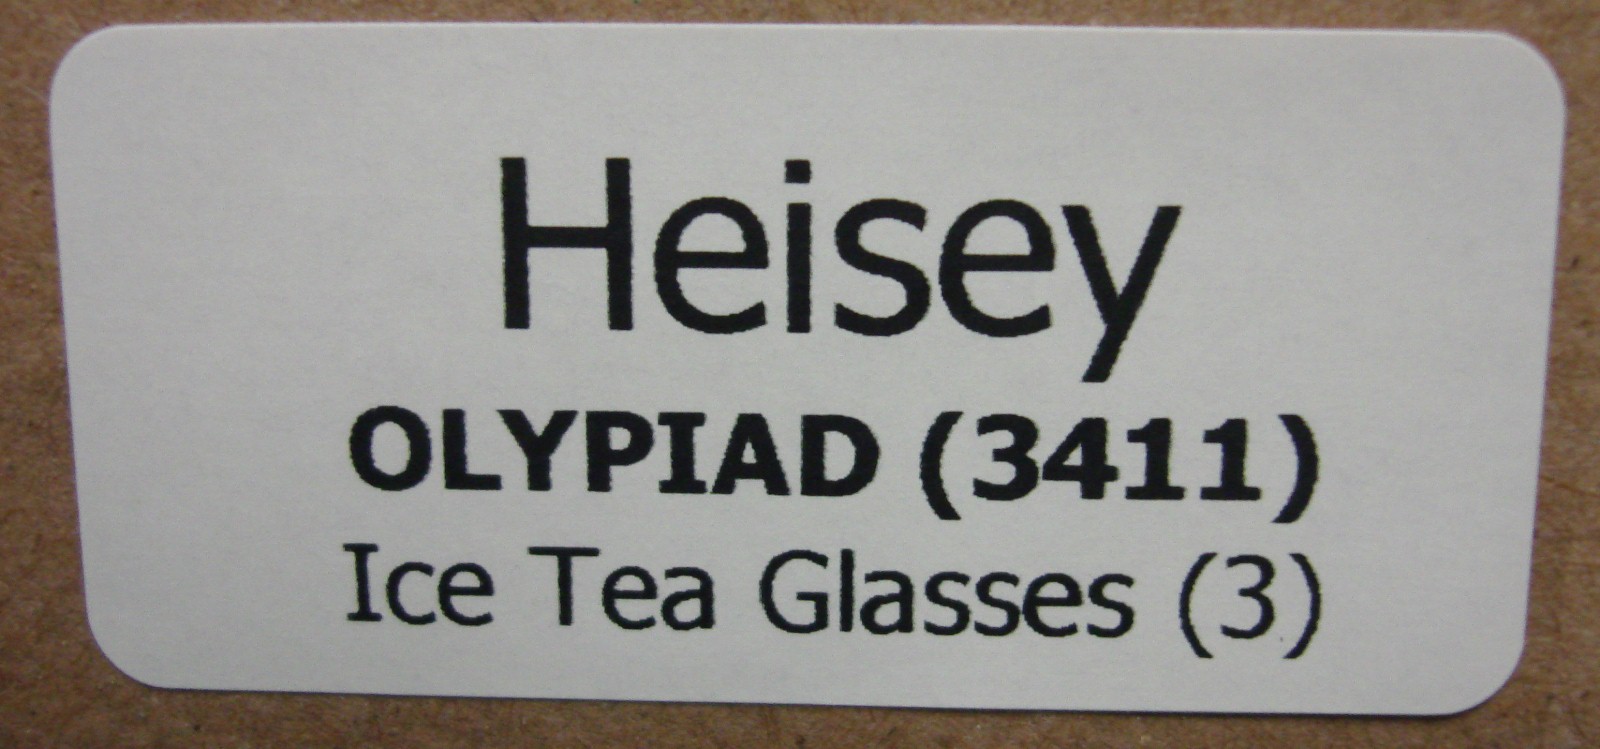 Heisey
OLYPIAD (3411)
Ice Tea Glasses (3)